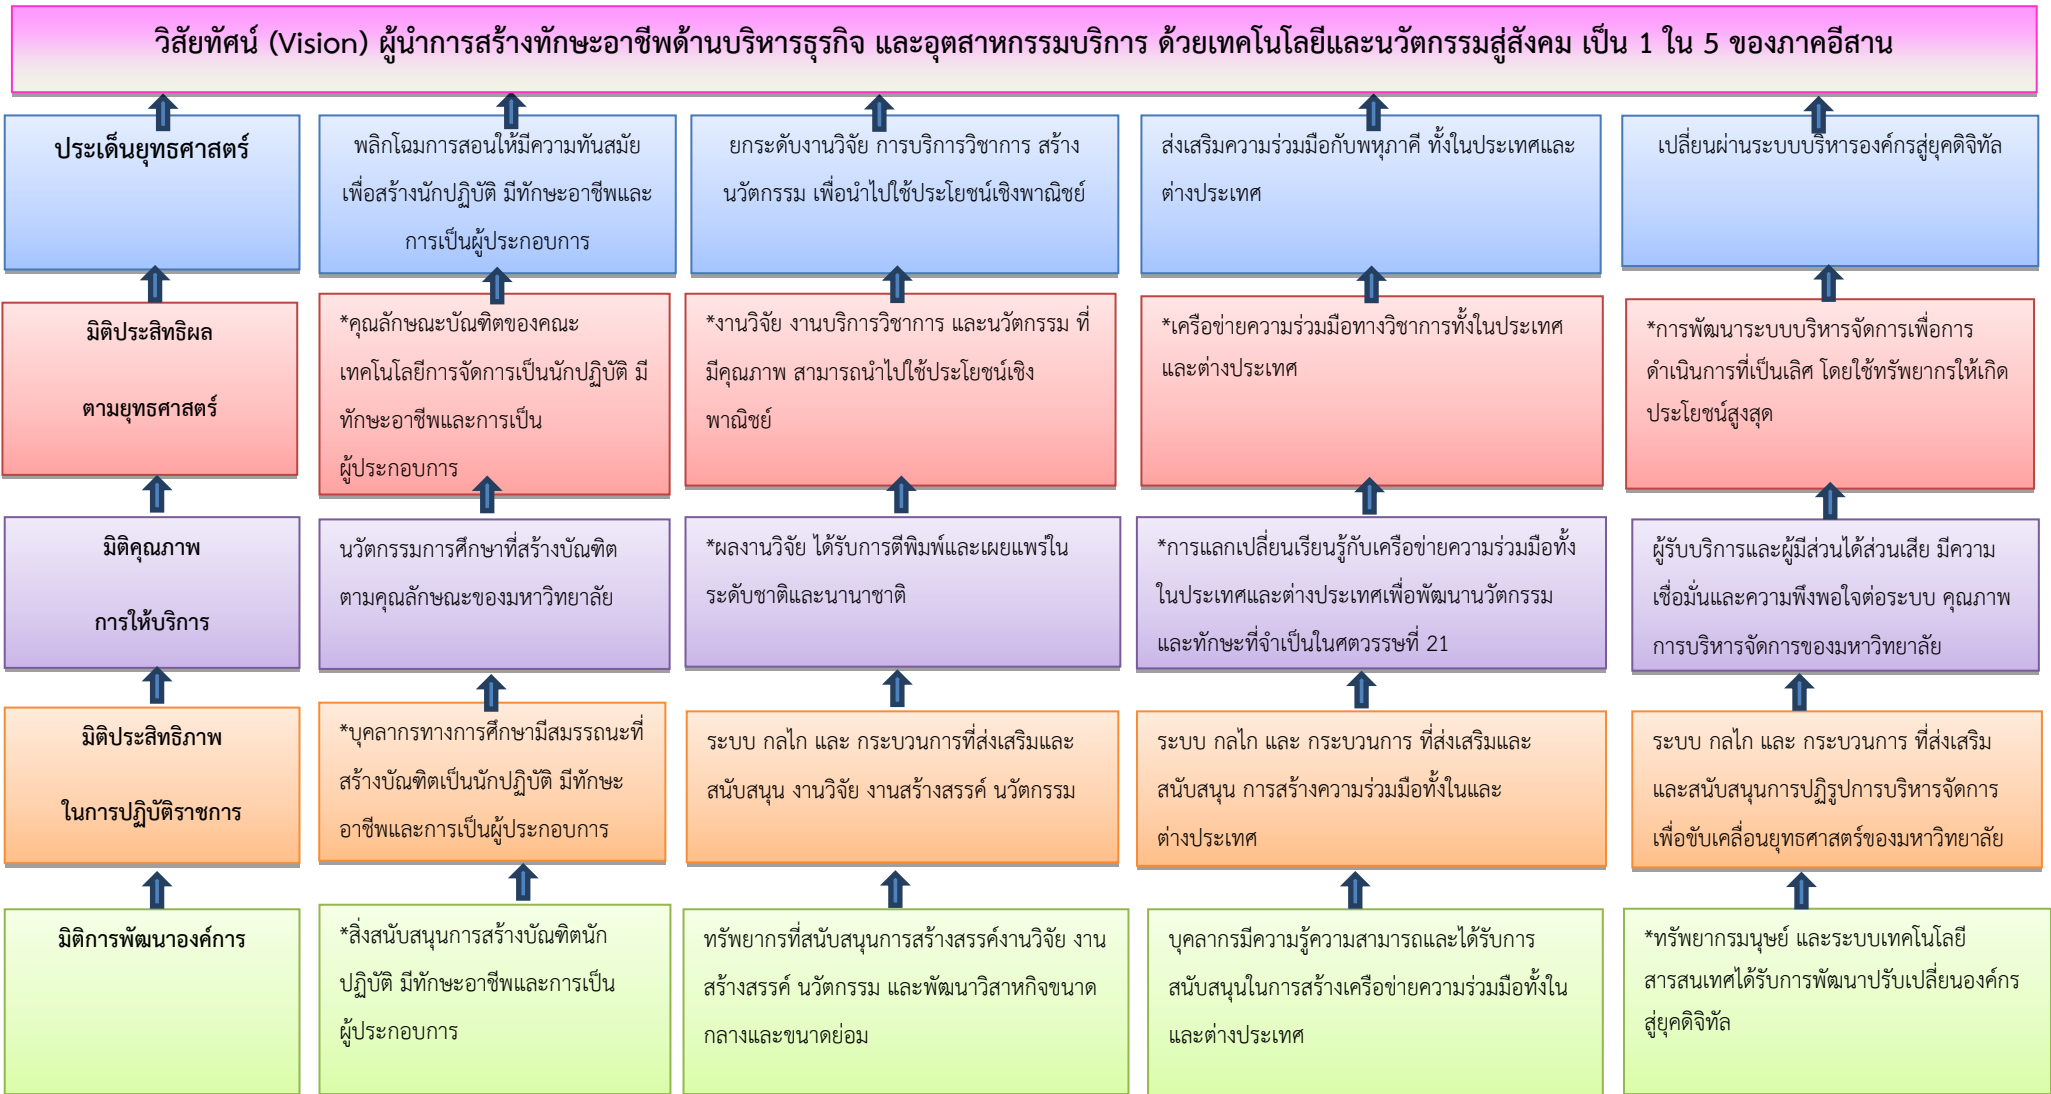 วิสัยทัศน์ (Vision) ผู้นำการสร้างทักษะอาชีพด้านบริหารธุรกิจ และอุตสาหกรรมบริการ ด้วยเทคโนโลยีและนวัตกรรมสู่สังคม เป็น 1 ใน 5 ของภาคอีสาน
ประเด็นยุทธศาสตร์
พลิกโฉมการสอนให้มีความทันสมัย
เพื่อสร้างนักปฏิบัติ มีทักษะอาชีพและ
การเป็นผู้ประกอบการ
ยกระดับงานวิจัย การบริการวิชาการ สร้าง
นวัตกรรม เพื่อนำไปใช้ประโยชน์เชิงพาณิชย์
ส่งเสริมความร่วมมือกับพหุภาคี ทั้งในประเทศและ
ต่างประเทศ
เปลี่ยนผ่านระบบบริหารองค์กรสู่ยุคดิจิทัล
มิติประสิทธิผล
ตามยุทธศาสตร์
*คุณลักษณะบัณฑิตของคณะ
เทคโนโลยีการจัดการเป็นนักปฏิบัติ มี
ทักษะอาชีพและการเป็น
ผู้ประกอบการ
*งานวิจัย งานบริการวิชาการ และนวัตกรรม ที่
มีคุณภาพ สามารถนำไปใช้ประโยชน์เชิง
พาณิชย์
*เครือข่ายความร่วมมือทางวิชาการทั้งในประเทศ
และต่างประเทศ
*การพัฒนาระบบบริหารจัดการเพื่อการ
ดำเนินการที่เป็นเลิศ โดยใช้ทรัพยากรให้เกิด
ประโยชน์สูงสุด
มิติคุณภาพ
การให้บริการ
นวัตกรรมการศึกษาที่สร้างบัณฑิต
ตามคุณลักษณะของมหาวิทยาลัย
*ผลงานวิจัย ได้รับการตีพิมพ์และเผยแพร่ใน
ระดับชาติและนานาชาติ
*การแลกเปลี่ยนเรียนรู้กับเครือข่ายความร่วมมือทั้ง
ในประเทศและต่างประเทศเพื่อพัฒนานวัตกรรม
และทักษะที่จำเป็นในศตวรรษที่ 21
ผู้รับบริการและผู้มีส่วนได้ส่วนเสีย มีความ
เชื่อมั่นและความพึงพอใจต่อระบบ คุณภาพ
การบริหารจัดการของมหาวิทยาลัย
มิติประสิทธิภาพ
ในการปฏิบัติราชการ
*บุคลากรทางการศึกษามีสมรรถนะที่
สร้างบัณฑิตเป็นนักปฏิบัติ มีทักษะ
อาชีพและการเป็นผู้ประกอบการ
ระบบ กลไก และ กระบวนการที่ส่งเสริมและ
สนับสนุน งานวิจัย งานสร้างสรรค์ นวัตกรรม
ระบบ กลไก และ กระบวนการ ที่ส่งเสริมและ
สนับสนุน การสร้างความร่วมมือทั้งในและ
ต่างประเทศ
ระบบ กลไก และ กระบวนการ ที่ส่งเสริม
และสนับสนุนการปฏิรูปการบริหารจัดการ
เพื่อขับเคลื่อนยุทธศาสตร์ของมหาวิทยาลัย
มิติการพัฒนาองค์การ
*สิ่งสนับสนุนการสร้างบัณฑิตนัก
ปฏิบัติ มีทักษะอาชีพและการเป็น
ผู้ประกอบการ
ทรัพยากรที่สนับสนุนการสร้างสรรค์งานวิจัย งาน
สร้างสรรค์ นวัตกรรม และพัฒนาวิสาหกิจขนาด
กลางและขนาดย่อม
บุคลากรมีความรู้ความสามารถและได้รับการ
สนับสนุนในการสร้างเครือข่ายความร่วมมือทั้งใน
และต่างประเทศ
*ทรัพยากรมนุษย์ และระบบเทคโนโลยี
สารสนเทศได้รับการพัฒนาปรับเปลี่ยนองค์กร
สู่ยุคดิจิทัล